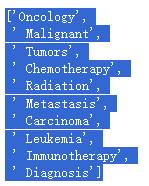 ['Oncology',
' Malignant',
' Tumors',
' Chemotherapy',
' Radiation',
' Metastasis',
' Carcinoma',
' Leukemia',
' Immunotherapy',
' Diagnosis']